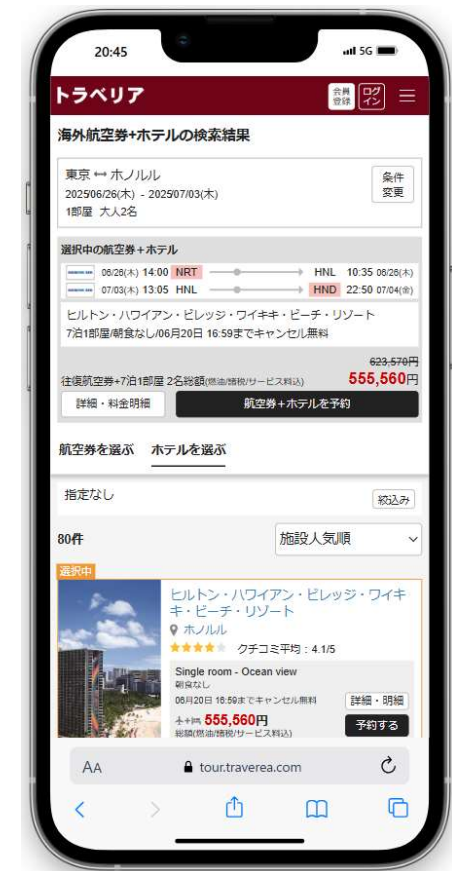 20:45 5G
トラベリア 会員登録 ログイン
海外航空券+ホテルの検索結果
東京 ↔ ホノルル 条件変更
2025/06/26(木) - 2025/07/03(木)
1部屋 大人2名
選択中の航空券+ホテル
06/26(木) 14:00 NRT HNL 10:35 06/26(木)
07/03(木) 13:05 HNL HND 22:50 07/04(金)
ヒルトン・ハワイアン・ビレッジ・ワイキキ・ビーチ・リゾート
7泊1部屋/朝食なし/06月20日 16:59までキャンセル無料
623,570円
往復航空券+7泊1部屋 2名総額(燃油/諸税/サービス料込) 555,560円
詳細・料金明細 航空券+ホテルを予約
航空券を選ぶ ホテルを選ぶ
指定なし 絞込み
80件 施設人気順
選択中
ヒルトン・ハワイアン・ビレッジ・ワイキ
キ・ビーチ・リゾート
ホノルル
クチコミ平均:4.1/5
Single room - Ocean view
朝食なし
06月20日 16:59までキャンセル無料 詳細・明細
555,560円 予約する
総額(燃油/諸税/サービス料込)
AA tour.traverea.com